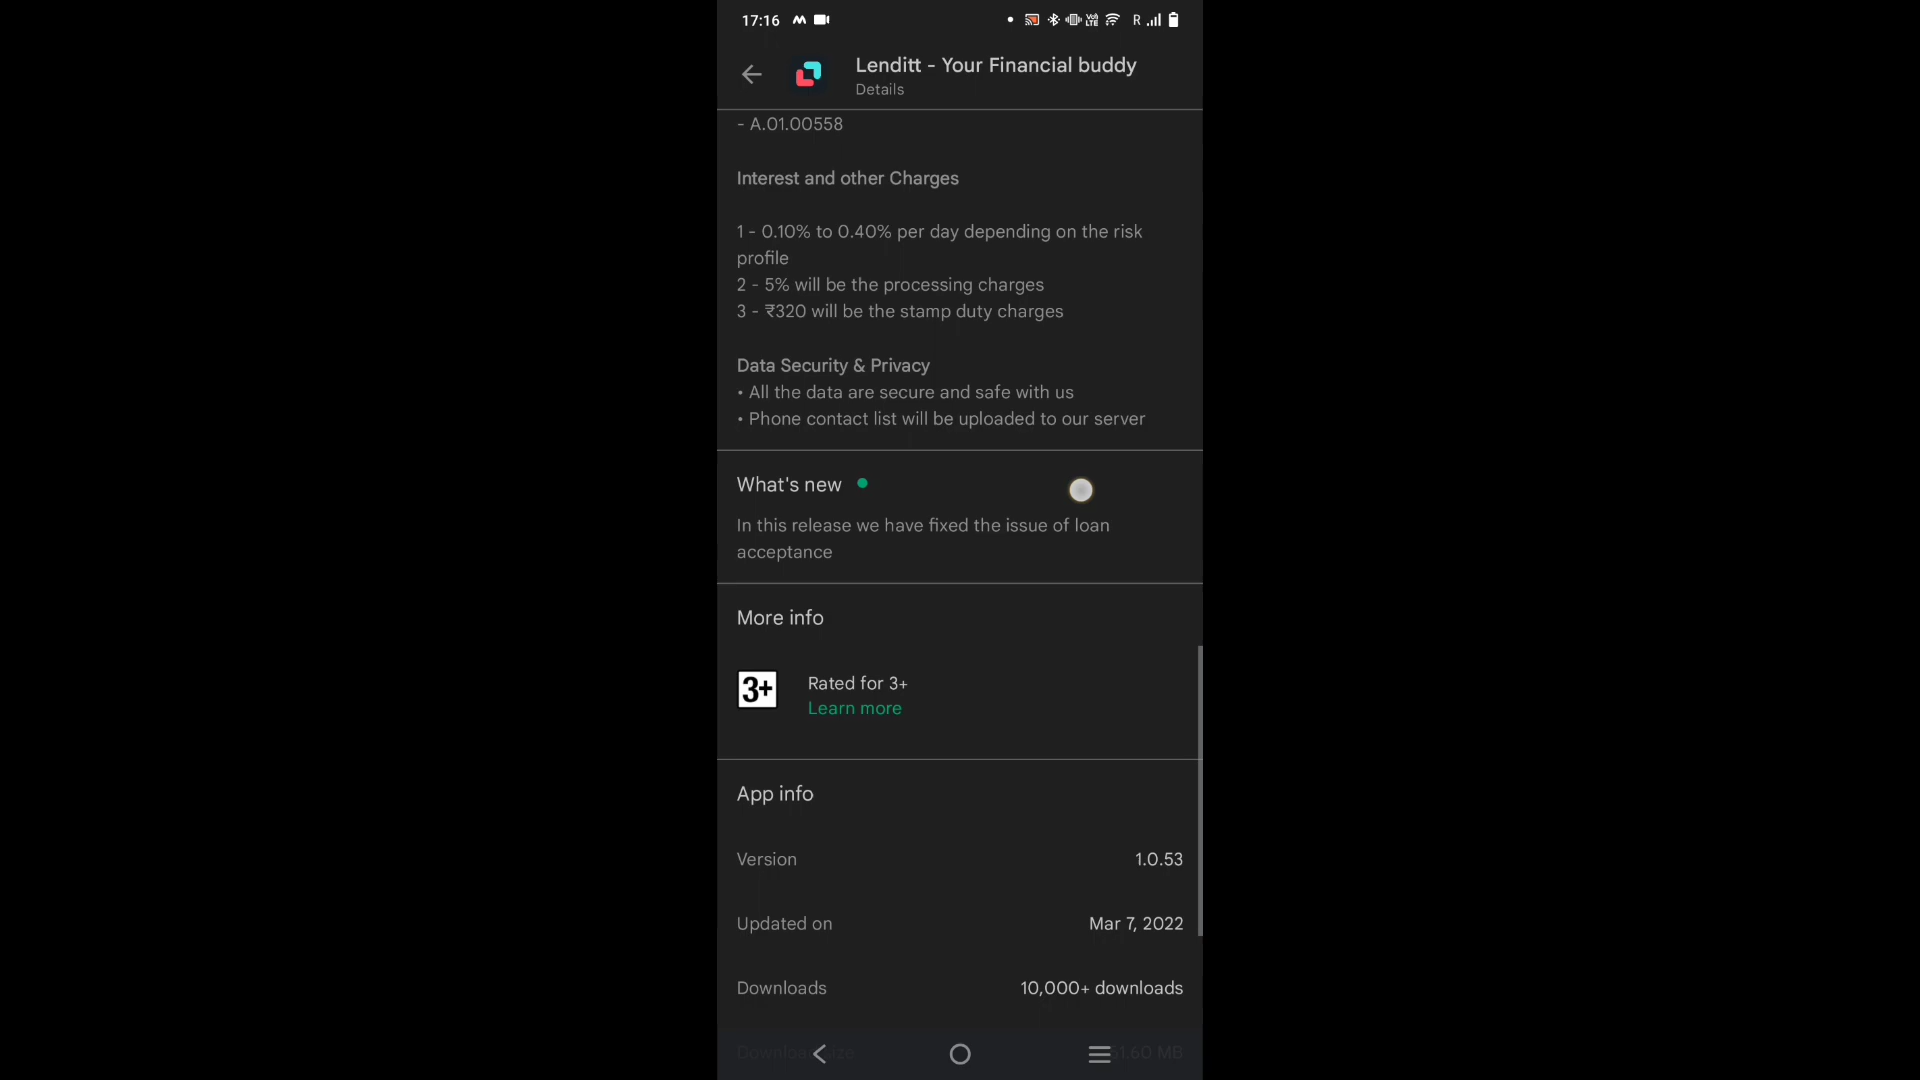 17:16
R
Lenditt - Your Financial buddy
Details
- A.01.00558
Interest and other Charges
1 - 0.10% to 0.40% per day depending on the risk
profile
2 - 5% will be the processing charges
3 - ₹320 will be the stamp duty charges
Data Security & Privacy
• All the data are secure and safe with us
• Phone contact list will be uploaded to our server
What's new
In this release we have fixed the issue of loan
acceptance
More info
3+
Rated for 3+
Learn more
App info
Version 1.0.53
Updated on Mar 7, 2022
Downloads 10,000+ downloads